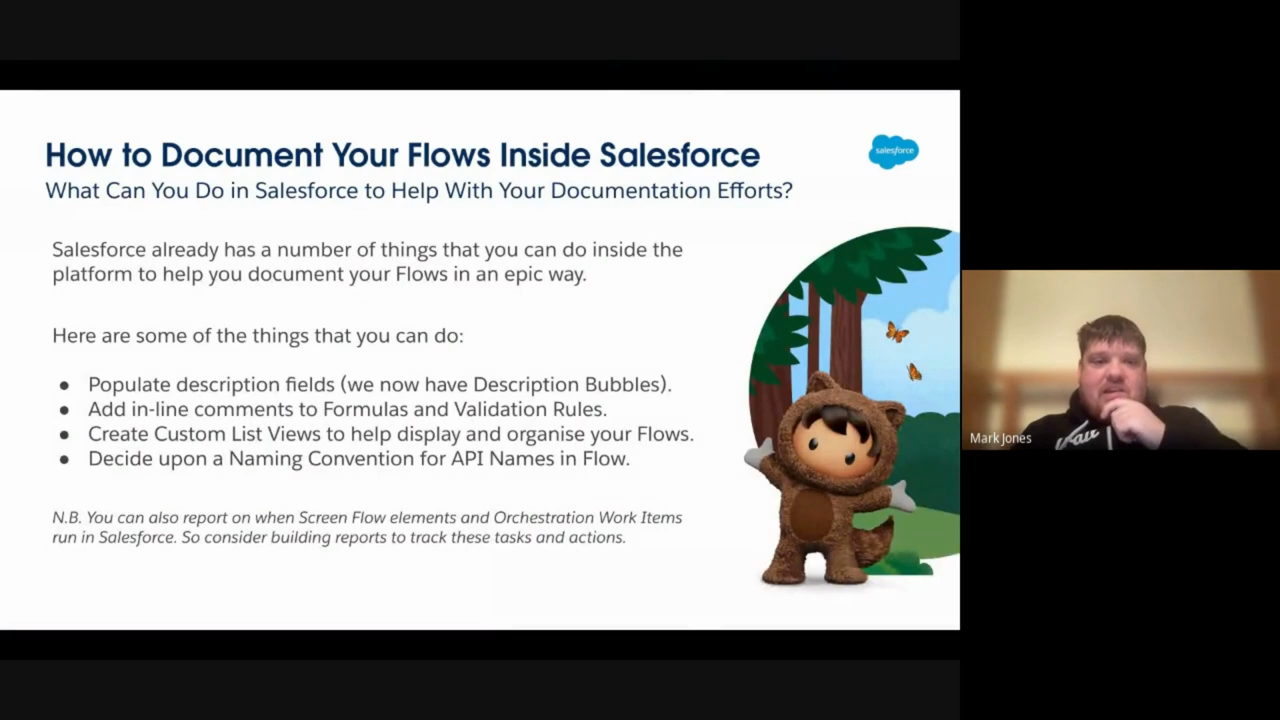 How to Document Your Flows Inside Salesforce
salesforce
What Can You Do in Salesforce to Help With Your Documentation Efforts?
Salesforce already has a number of things that you can do inside the
platform to help you document your Flows in an epic way.
Here are some of the things that you can do:
● Populate description fields (we now have Description Bubbles).
● Add in-line comments to Formulas and Validation Rules.
● Create Custom List Views to help display and organise your Flows.
● Decide upon a Naming Convention for API Names in Flow.
N.B. You can also report on when Screen Flow elements and Orchestration Work Items
run in Salesforce. So consider building reports to track these tasks and actions.
Mark Jones